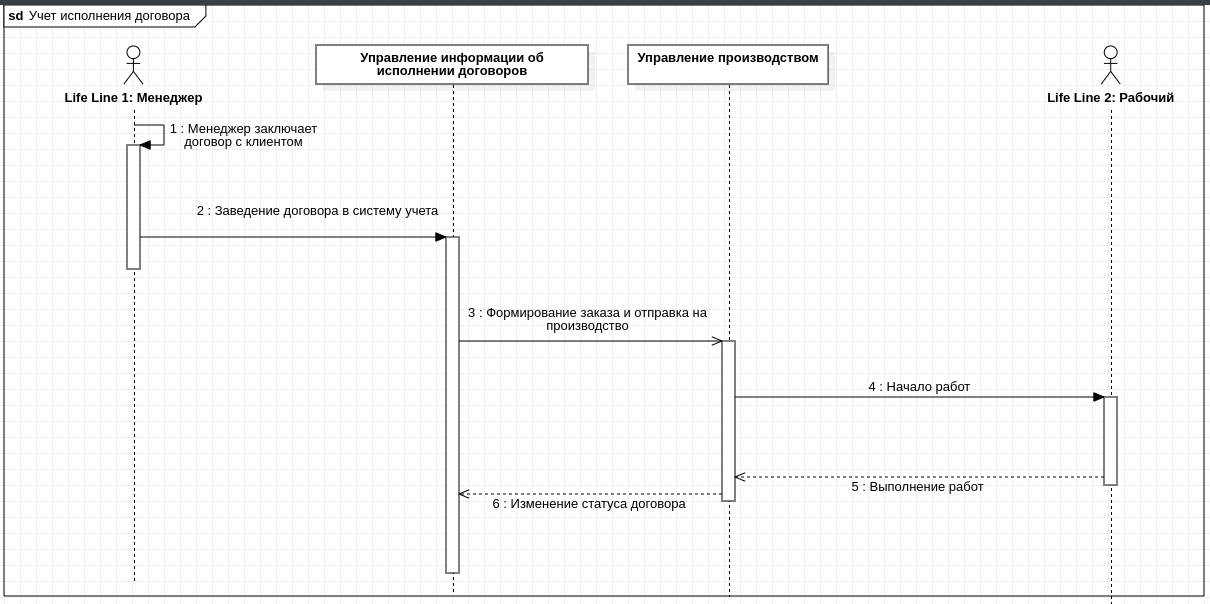 sd Учет исполнения договора
Управление информации об
исполнении договоров
Управление производством
Life Line 1: Менеджер
Life Line 2: Рабочий
1 : Менеджер заключает
договор с клиентом
2 : Заведение договора в систему учета
3 : Формирование заказа и отправка на
производство
4 : Начало работ
5 : Выполнение работ
6 : Изменение статуса договора